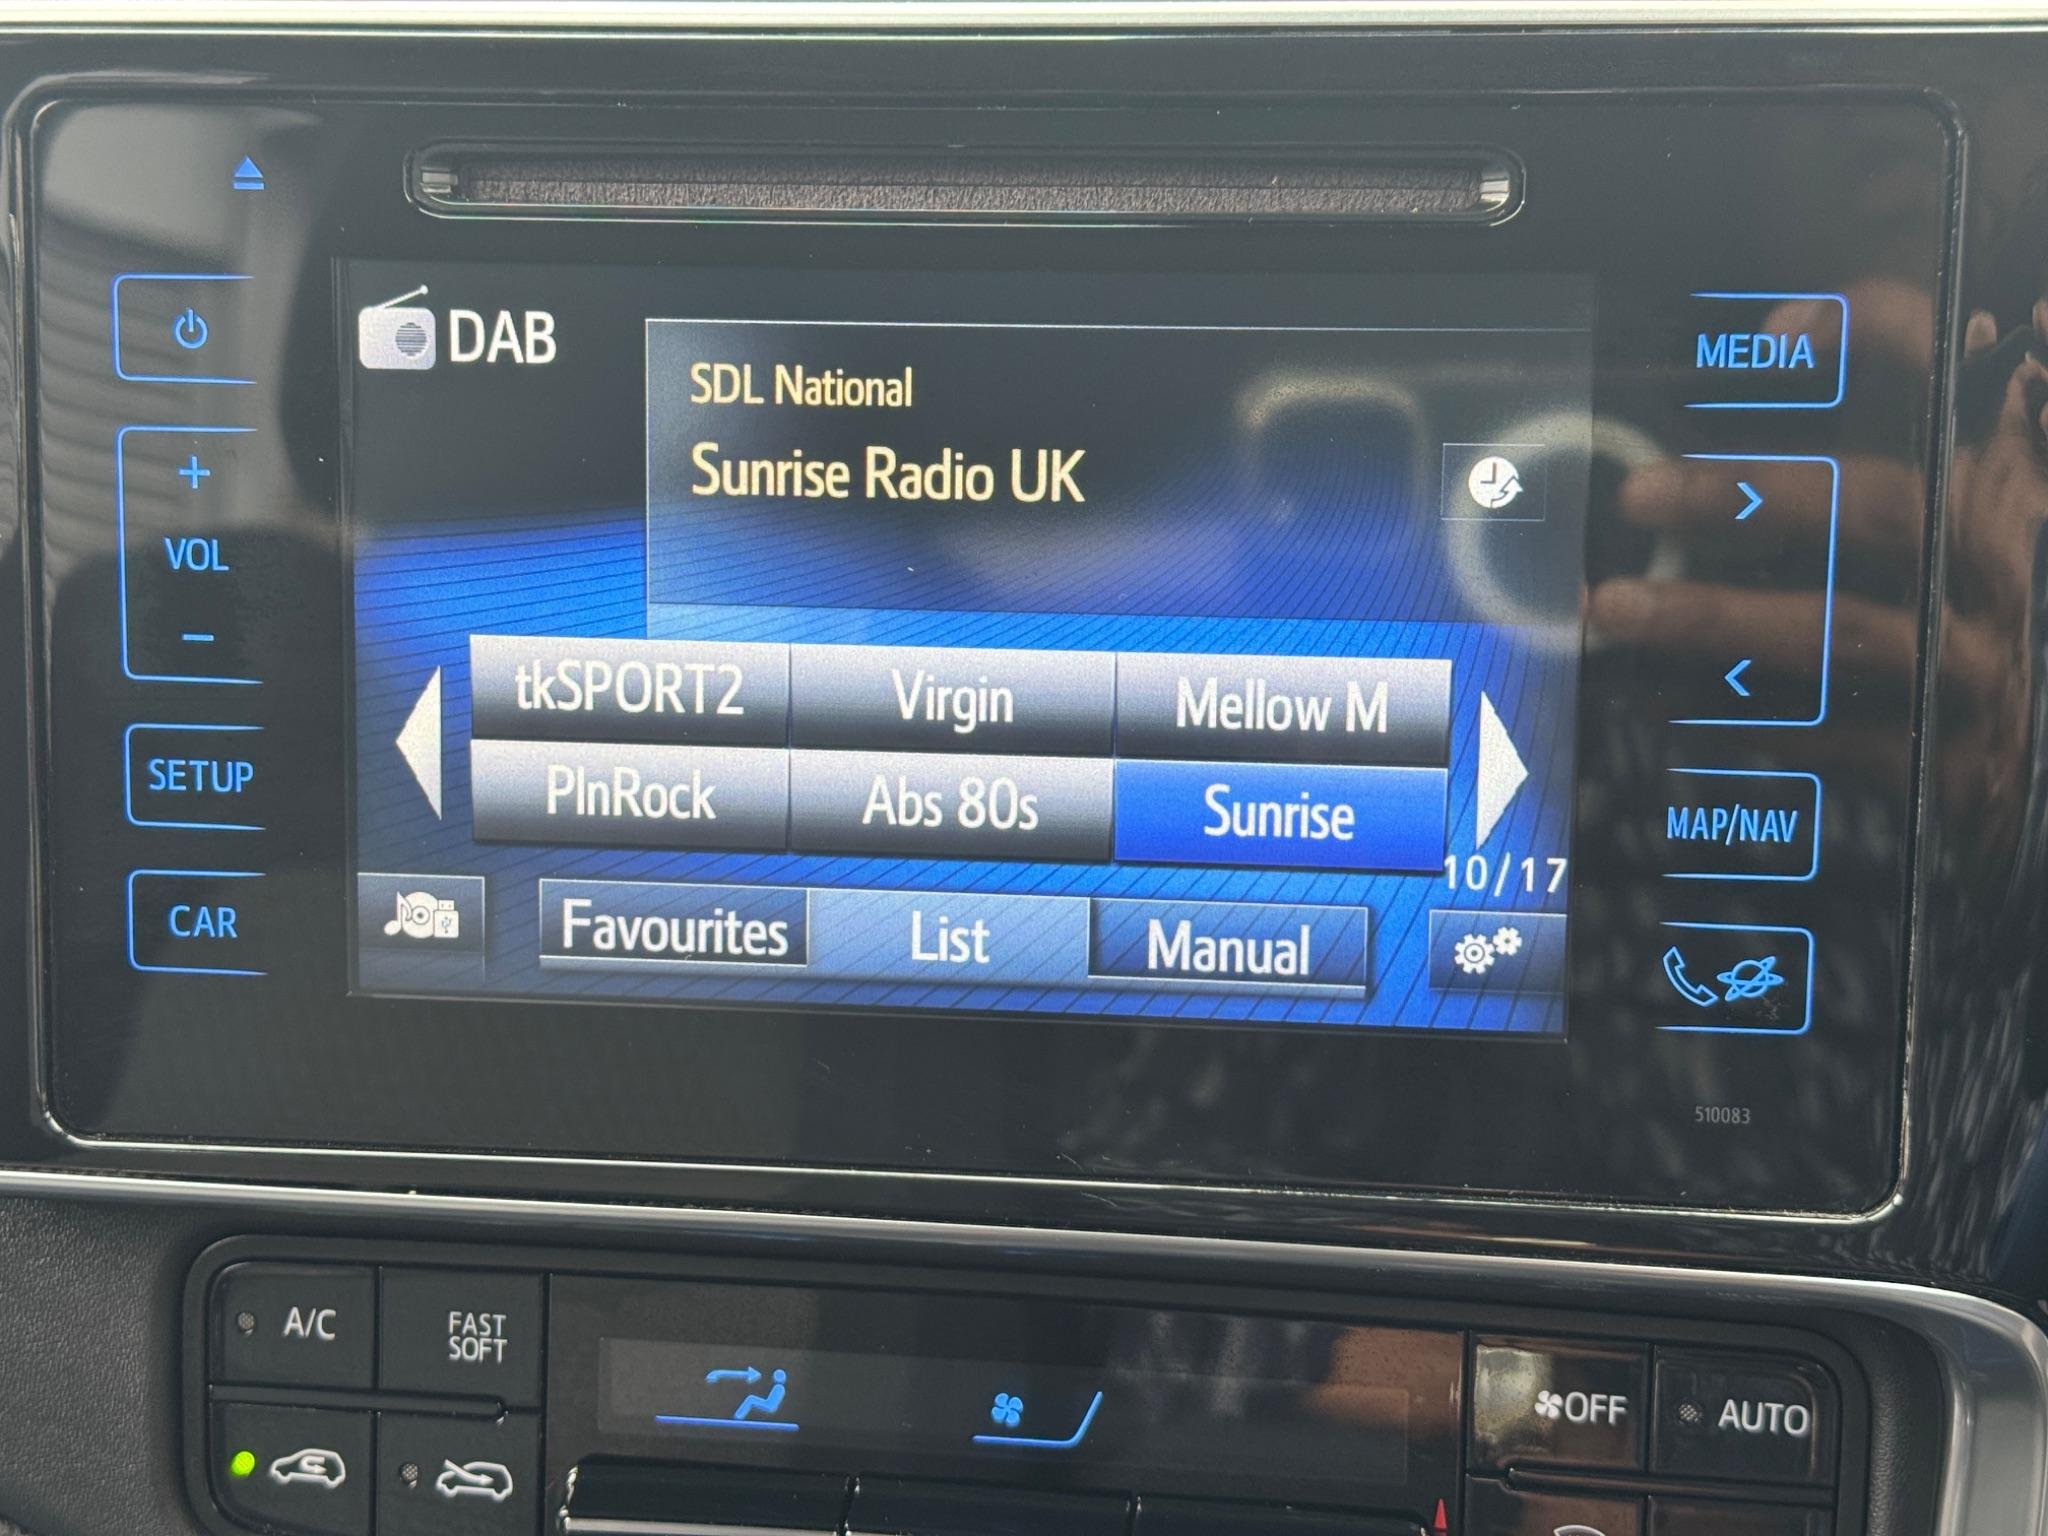 DAB
SDL National
Sunrise Radio UK
MEDIA
VOL
SETUP
CAR
tkSPORT2 Virgin Mellow M
PlnRock Abs 80s Sunrise
10/17
Favourites List Manual
MAP/NAV
510083
A/C
FAST
SOFT
OFF
AUTO